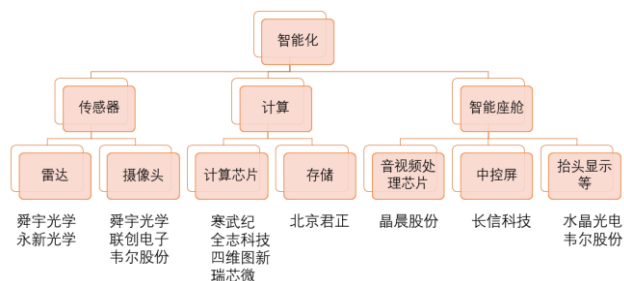 智能化
传感器
计算
智能座舱
雷达
摄像头
计算芯片
存储
音视频处
理芯片
中控屏
抬头显示
等
舜宇光学
永新光学
舜宇光学
联创电子
韦尔股份
寒武纪
全志科技
四维图新
瑞芯微
北京君正
晶晨股份
长信科技
水晶光电
韦尔股份